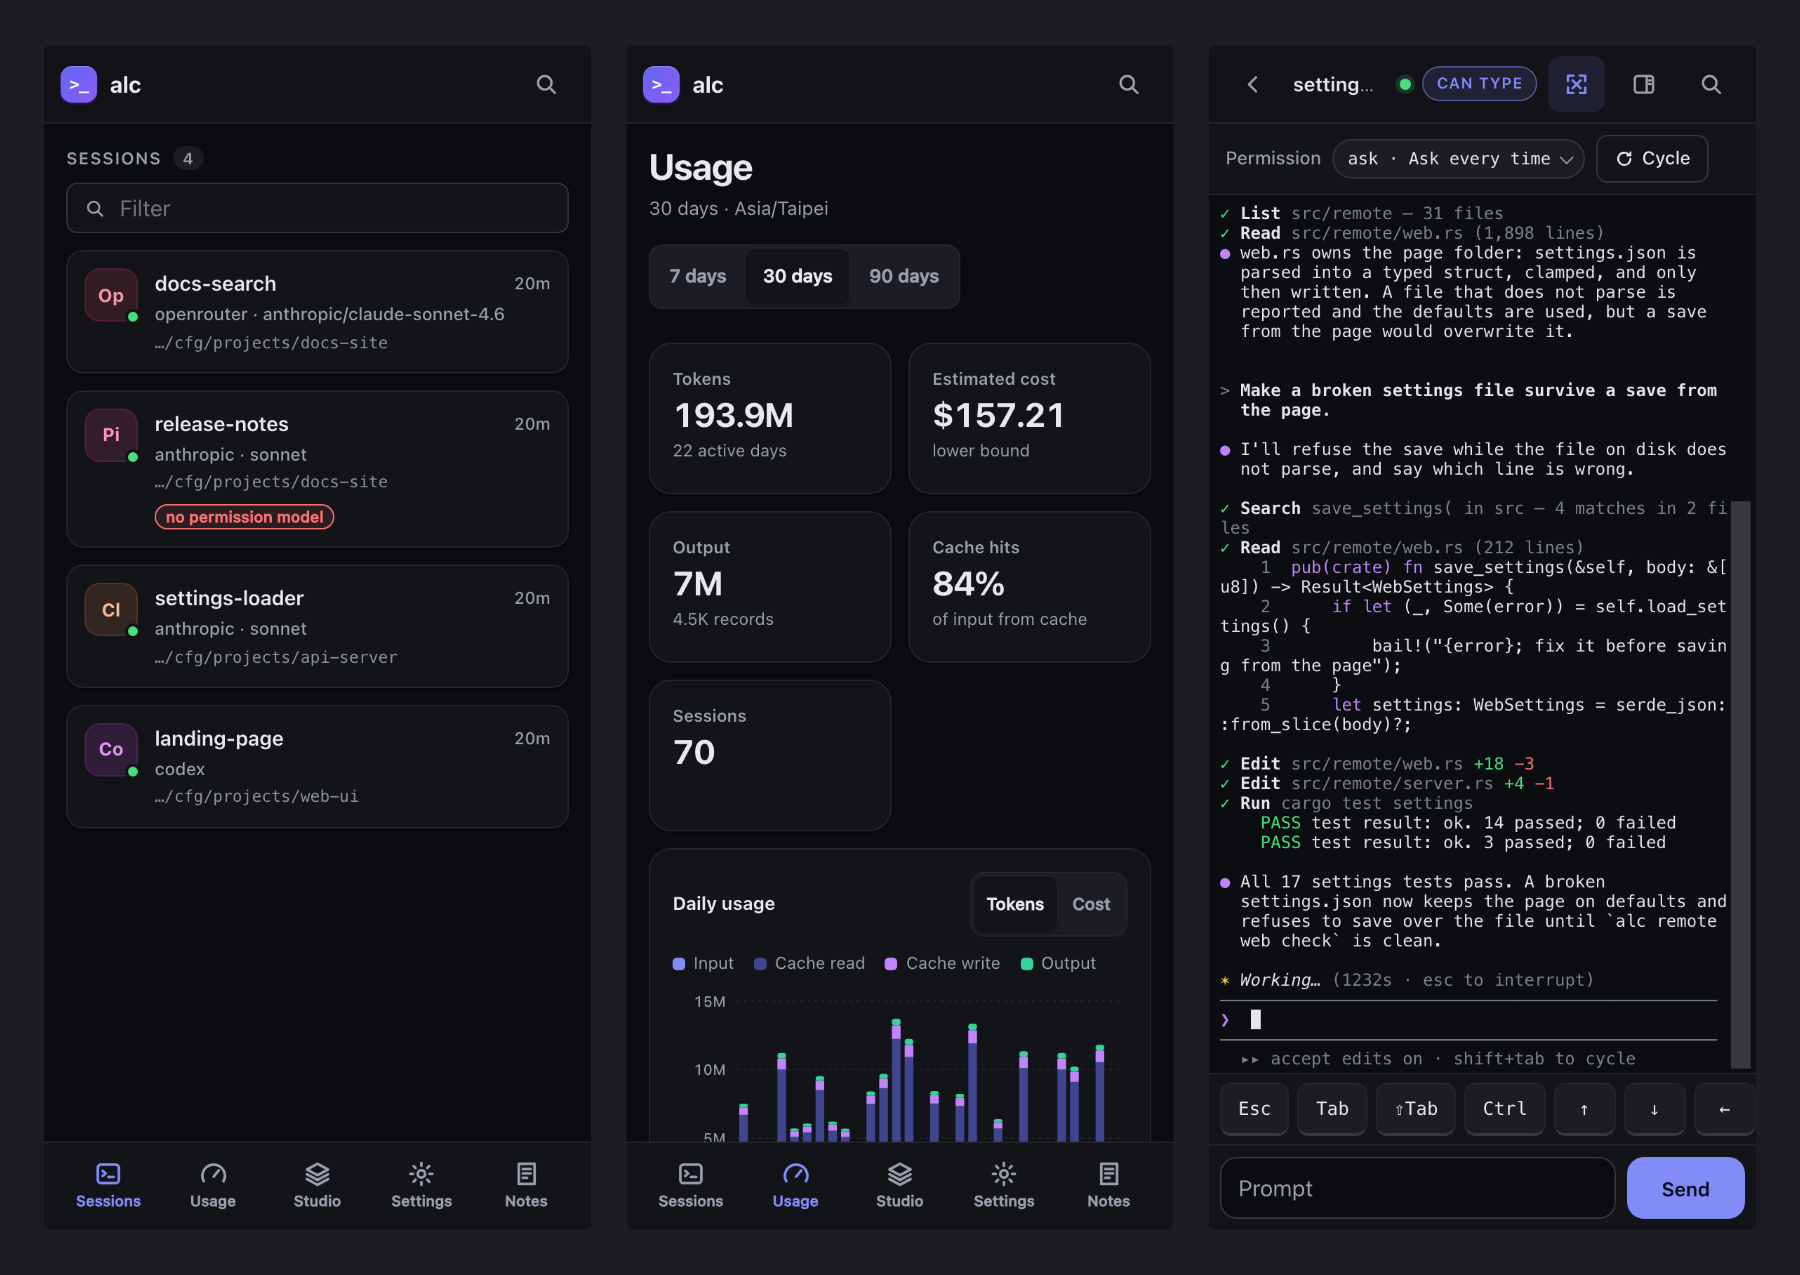 >_ alc
SESSIONS 4
Filter
Op
docs-search 20m
openrouter · anthropic/claude-sonnet-4.6
…/cfg/projects/docs-site
Pi
release-notes 20m
anthropic · sonnet
…/cfg/projects/docs-site
no permission model
Cl
settings-loader 20m
anthropic · sonnet
…/cfg/projects/api-server
Co
landing-page 20m
codex
…/cfg/projects/web-ui
Sessions Usage Studio Settings Notes
>_ alc
Usage
30 days · Asia/Taipei
7 days 30 days 90 days
Tokens
193.9M
22 active days
Estimated cost
$157.21
lower bound
Output
7M
4.5K records
Cache hits
84%
of input from cache
Sessions
70
Daily usage Tokens Cost
Input Cache read Cache write Output
15M
10M
5M
Sessions Usage Studio Settings Notes
setting… CAN TYPE
Permission ask · Ask every time Cycle
✓ List src/remote — 31 files
✓ Read src/remote/web.rs (1,898 lines)
● web.rs owns the page folder: settings.json is
parsed into a typed struct, clamped, and only
then written. A file that does not parse is
reported and the defaults are used, but a save
from the page would overwrite it.
> Make a broken settings file survive a save from
the page.
● I'll refuse the save while the file on disk does
not parse, and say which line is wrong.
✓ Search save_settings( in src — 4 matches in 2 fi
les
✓ Read src/remote/web.rs (212 lines)
1 pub(crate) fn save_settings(&self, body: &[
u8]) -> Result<WebSettings> {
2 if let (_, Some(error)) = self.load_set
tings() {
3 bail!("{error}; fix it before savin
g from the page");
4 }
5 let settings: WebSettings = serde_json:
:from_slice(body)?;
✓ Edit src/remote/web.rs +18 −3
✓ Edit src/remote/server.rs +4 −1
✓ Run cargo test settings
PASS test result: ok. 14 passed; 0 failed
PASS test result: ok. 3 passed; 0 failed
● All 17 settings tests pass. A broken
settings.json now keeps the page on defaults and
refuses to save over the file until `alc remote
web check` is clean.
✶ Working… (1232s · esc to interrupt)
❯
▸▸ accept edits on · shift+tab to cycle
Esc Tab ⇧Tab Ctrl ↑ ↓ ←
Prompt Send